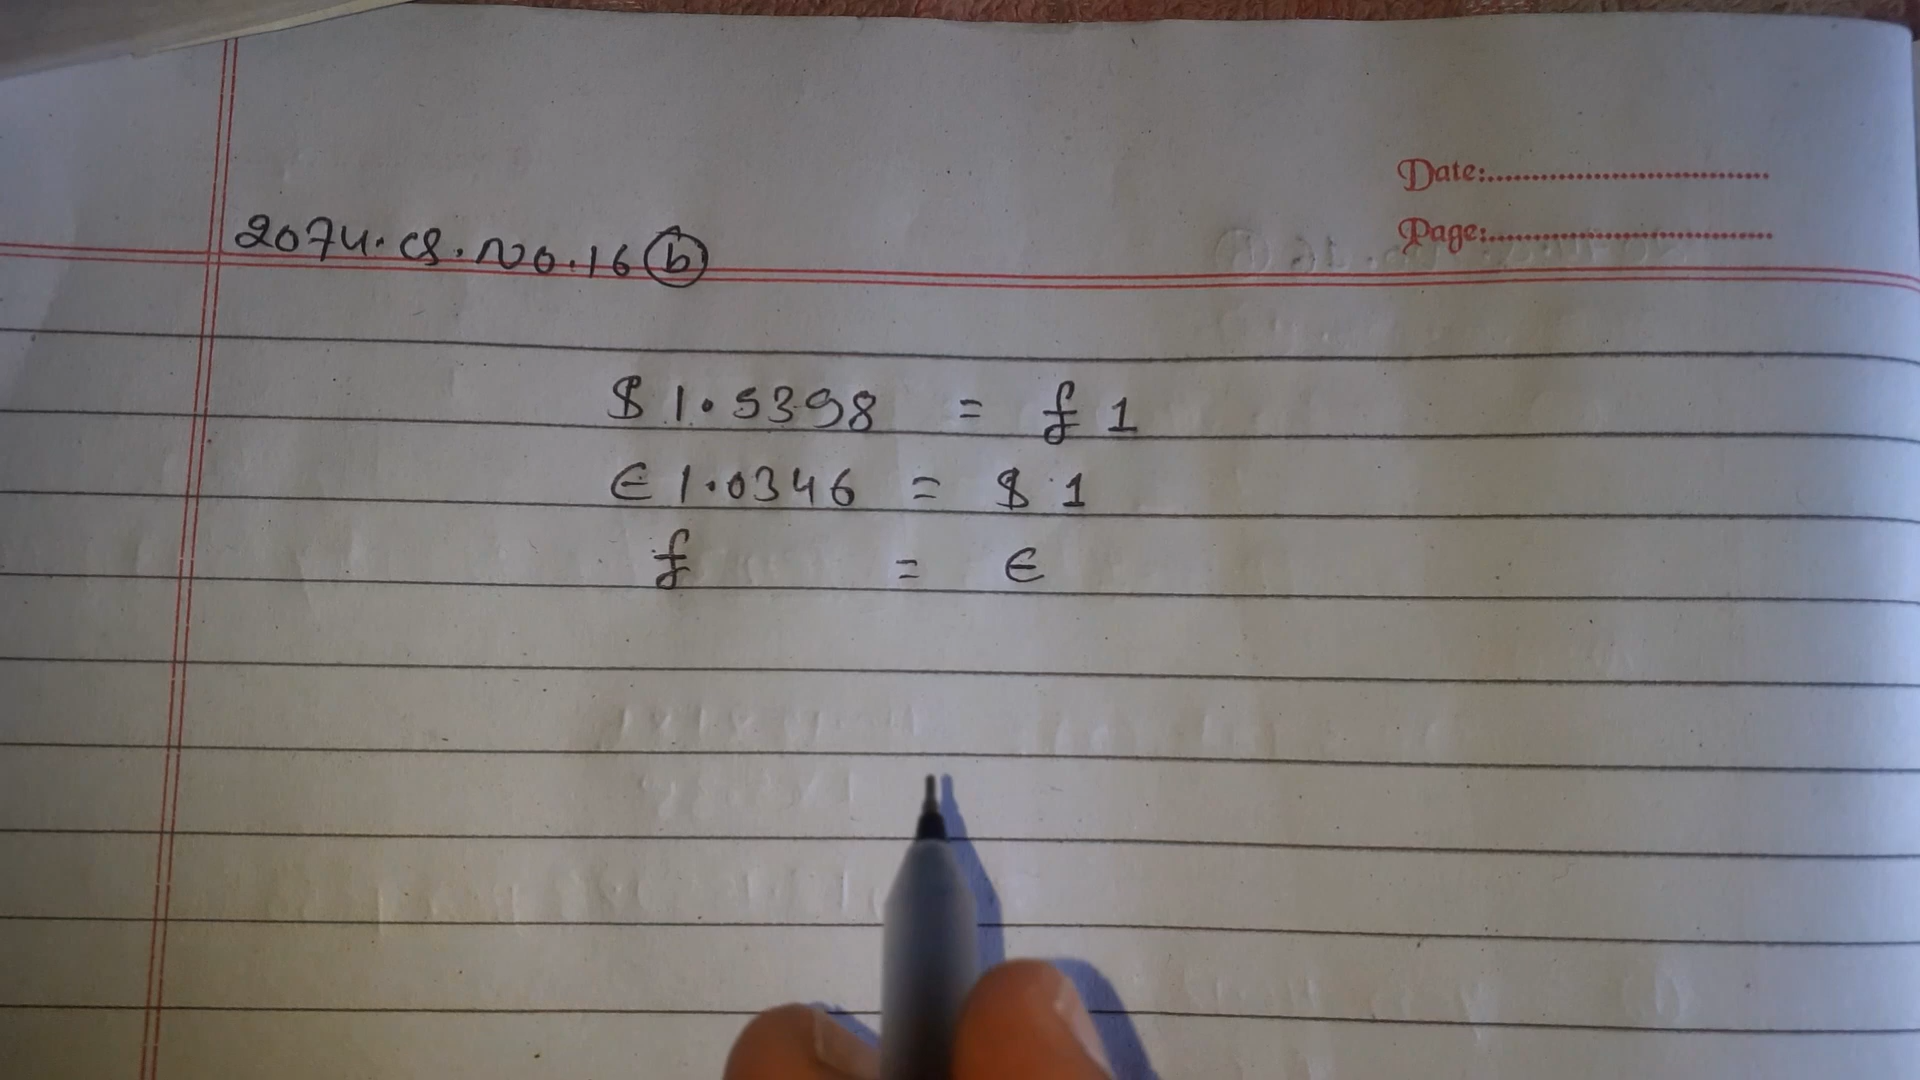 Date:
Page:
2074. Q. No. 16 (b)
$ 1.5398 = £ 1
€ 1.0346 = $ 1
£ = €